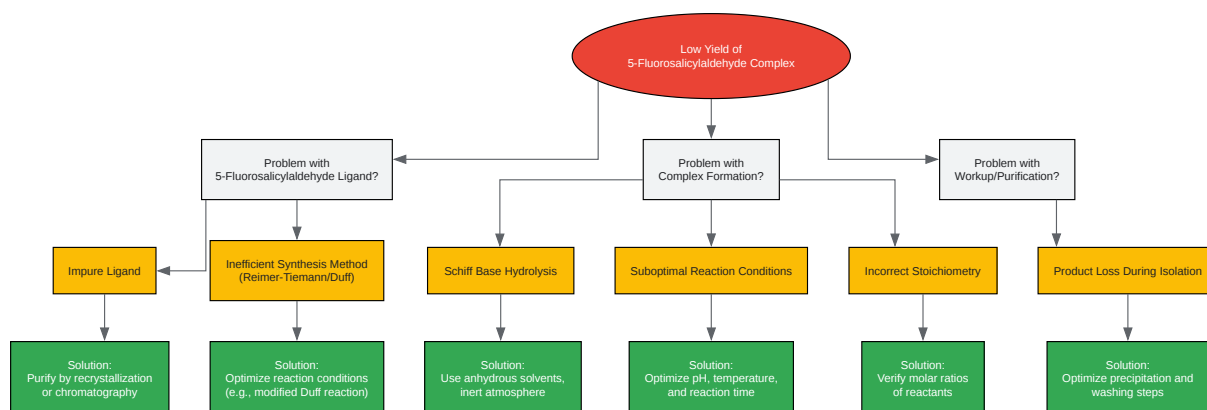 Low Yield of
5-Fluorosalicylaldehyde Complex
Problem with
5-Fluorosalicylaldehyde Ligand?
Problem with
Complex Formation?
Problem with
Workup/Purification?
Impure Ligand
Inefficient Synthesis Method
(Reimer-Tiemann/Duff)
Schiff Base Hydrolysis
Suboptimal Reaction Conditions
Incorrect Stoichiometry
Product Loss During Isolation
Solution:
Purify by recrystallization
or chromatography
Solution:
Optimize reaction conditions
(e.g., modified Duff reaction)
Solution:
Use anhydrous solvents,
inert atmosphere
Solution:
Optimize pH, temperature,
and reaction time
Solution:
Verify molar ratios
of reactants
Solution:
Optimize precipitation and
washing steps